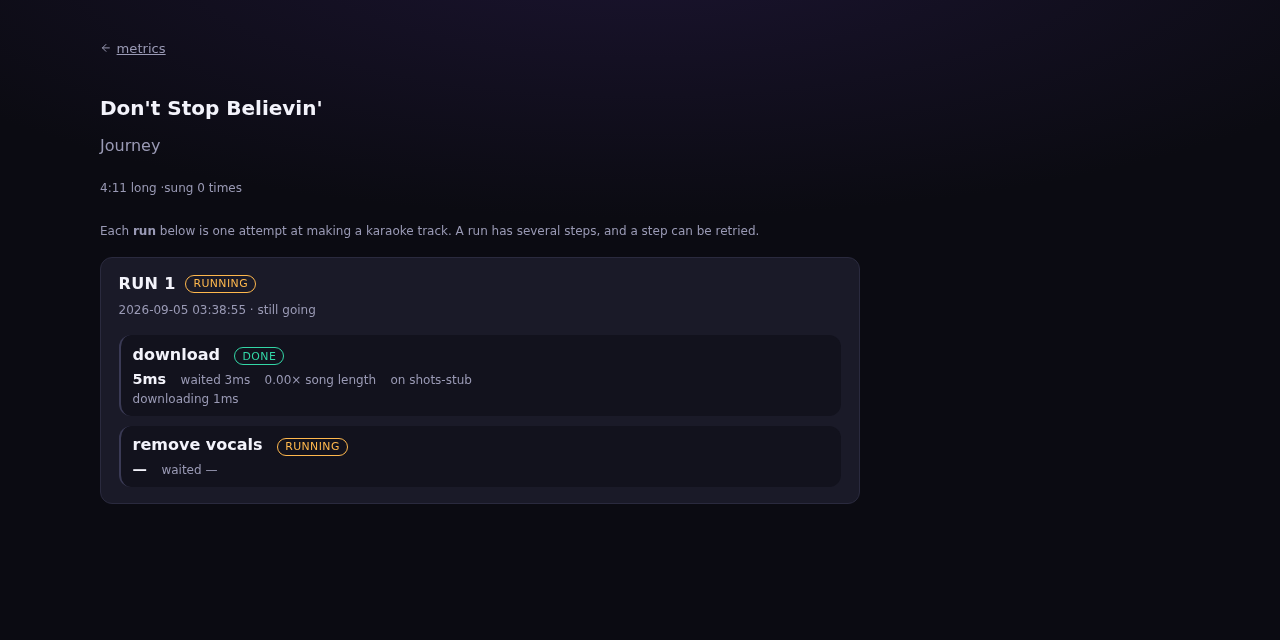 ← metrics
Don't Stop Believin'
Journey
4:11 long ·sung 0 times
Each run below is one attempt at making a karaoke track. A run has several steps, and a step can be retried.
RUN 1 RUNNING
2026-09-05 03:38:55 · still going
download DONE
5ms waited 3ms 0.00× song length on shots-stub
downloading 1ms
remove vocals RUNNING
— waited —